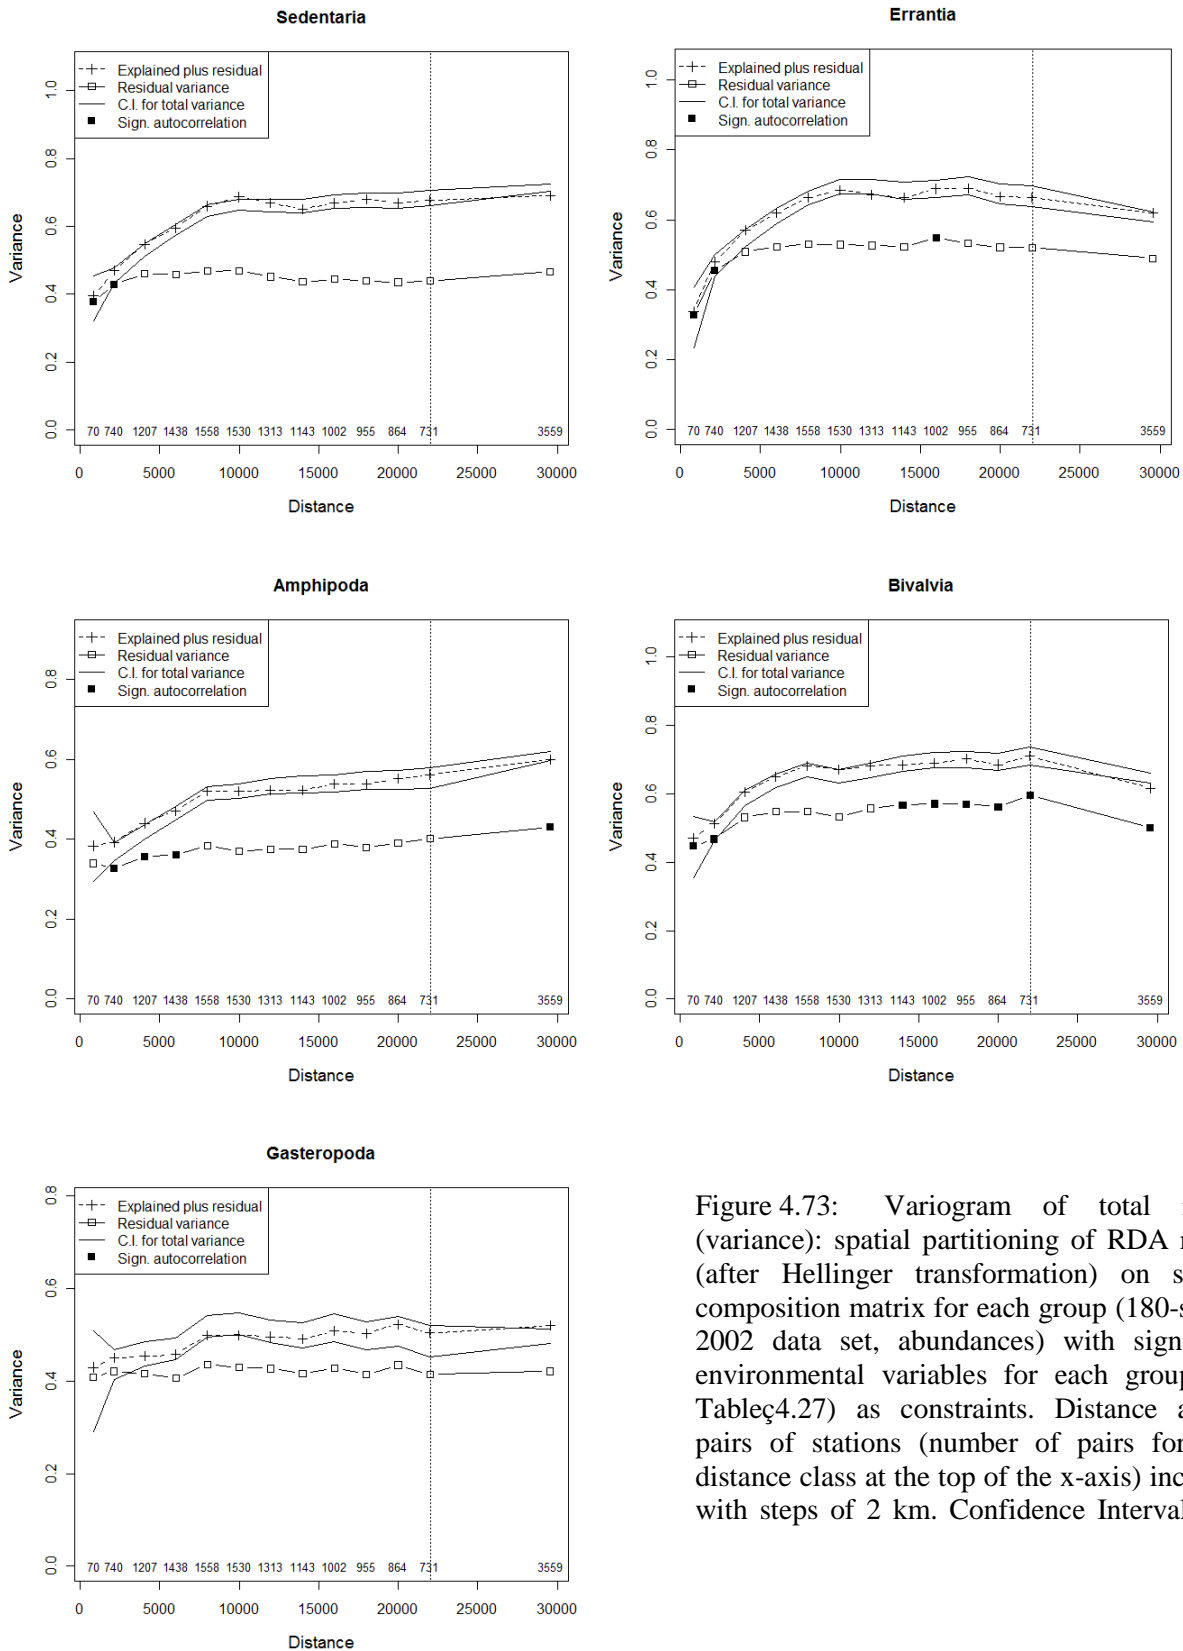 Sedentaria
Explained plus residual
Residual variance
C.I. for total variance
Sign. autocorrelation
Variance
0.0 0.2 0.4 0.6 0.8 1.0
70 740 1207 1438 1558 1530 1313 1143 1002 955 864 731 3559
0 5000 10000 15000 20000 25000 30000
Distance
Errantia
Explained plus residual
Residual variance
C.I. for total variance
Sign. autocorrelation
Variance
0.0 0.2 0.4 0.6 0.8 1.0
70 740 1207 1438 1558 1530 1313 1143 1002 955 864 731 3559
0 5000 10000 15000 20000 25000 30000
Distance
Amphipoda
Explained plus residual
Residual variance
C.I. for total variance
Sign. autocorrelation
Variance
0.0 0.2 0.4 0.6 0.8
70 740 1207 1438 1558 1530 1313 1143 1002 955 864 731 3559
0 5000 10000 15000 20000 25000 30000
Distance
Bivalvia
Explained plus residual
Residual variance
C.I. for total variance
Sign. autocorrelation
Variance
0.0 0.2 0.4 0.6 0.8 1.0
70 740 1207 1438 1558 1530 1313 1143 1002 955 864 731 3559
0 5000 10000 15000 20000 25000 30000
Distance
Gasteropoda
Explained plus residual
Residual variance
C.I. for total variance
Sign. autocorrelation
Variance
0.0 0.2 0.4 0.6 0.8
70 740 1207 1438 1558 1530 1313 1143 1002 955 864 731 3559
0 5000 10000 15000 20000 25000 30000
Distance
Figure 4.73: Variogram of total
(variance): spatial partitioning of RDA
(after Hellinger transformation) on
composition matrix for each group (180-s
2002 data set, abundances) with sign
environmental variables for each group
Tableç4.27) as constraints. Distance a
pairs of stations (number of pairs for
distance class at the top of the x-axis) inc
with steps of 2 km. Confidence Interval